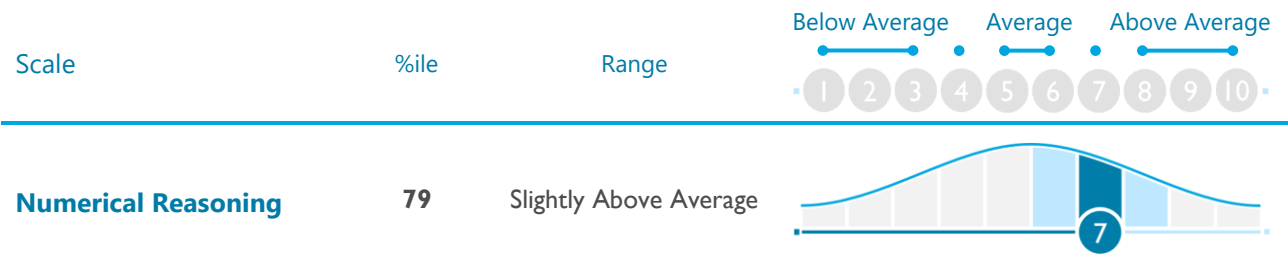 Below Average Average Above Average
Scale %ile Range
1 2 3 4 5 6 7 8 9 10
Numerical Reasoning 79 Slightly Above Average
7